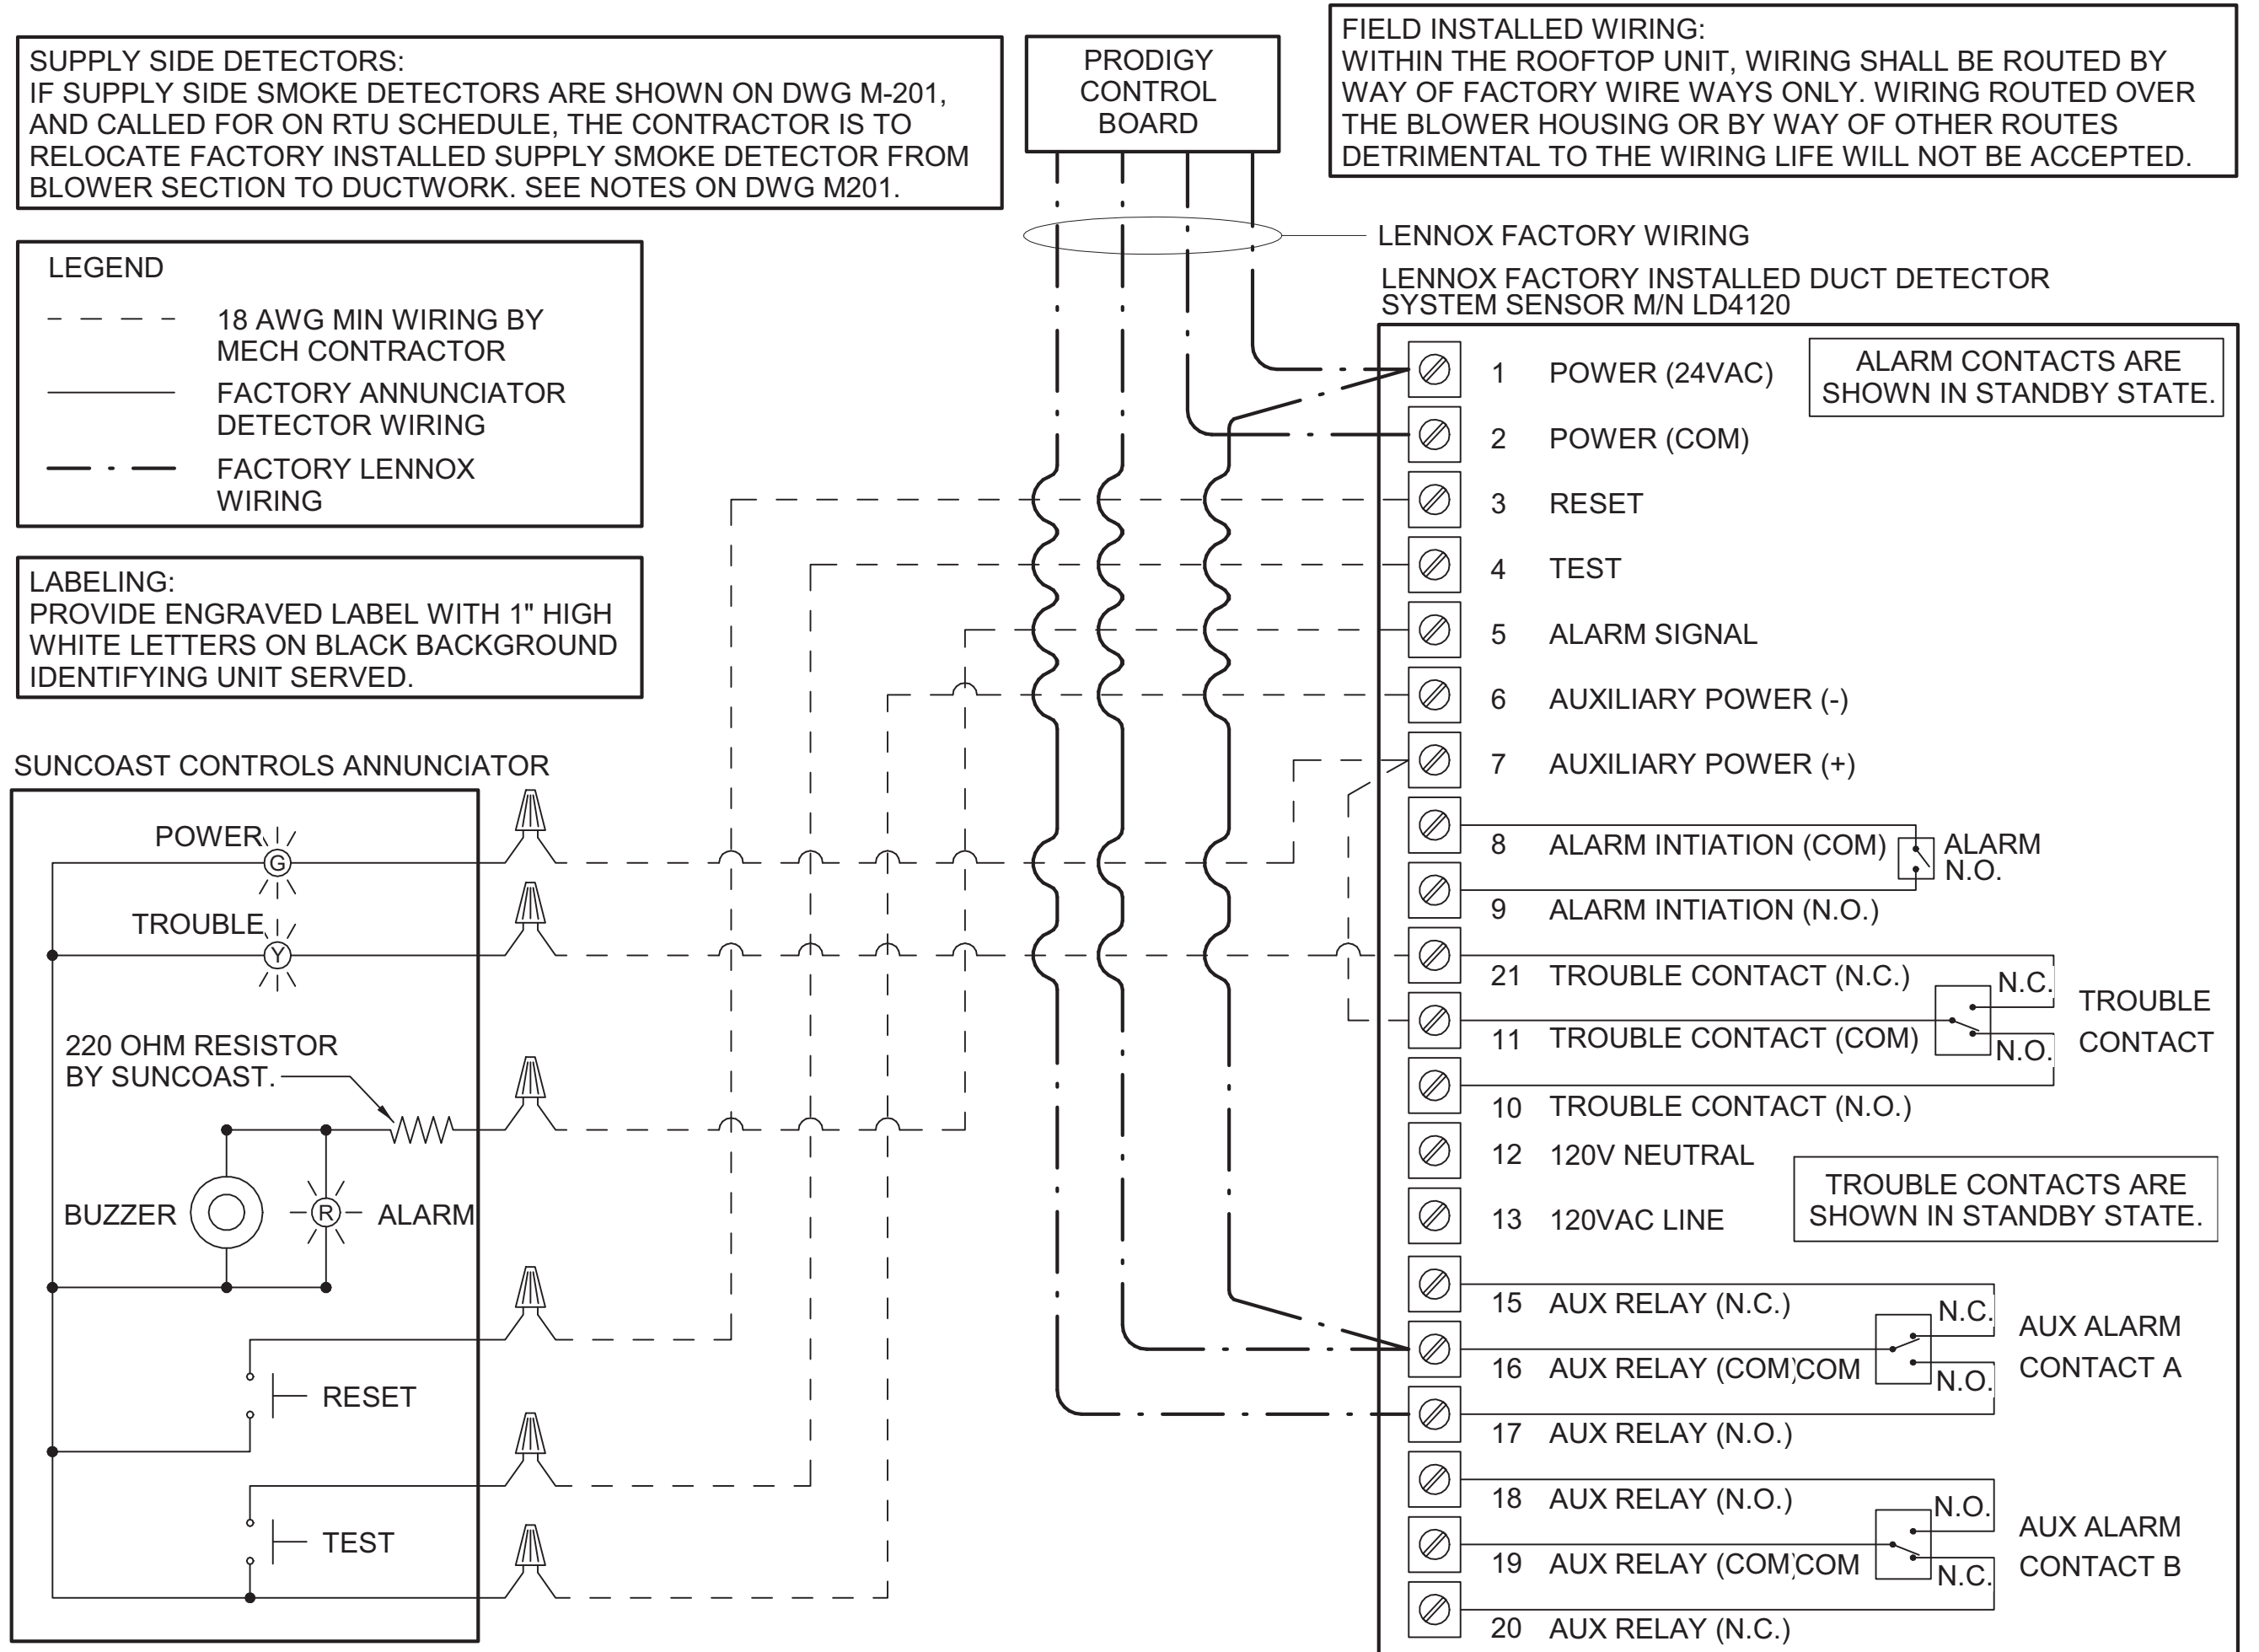 SUPPLY SIDE DETECTORS:
IF SUPPLY SIDE SMOKE DETECTORS ARE SHOWN ON DWG M-201,
AND CALLED FOR ON RTU SCHEDULE, THE CONTRACTOR IS TO
RELOCATE FACTORY INSTALLED SUPPLY SMOKE DETECTOR FROM
BLOWER SECTION TO DUCTWORK. SEE NOTES ON DWG M201.
PRODIGY
CONTROL
BOARD
FIELD INSTALLED WIRING:
WITHIN THE ROOFTOP UNIT, WIRING SHALL BE ROUTED BY
WAY OF FACTORY WIRE WAYS ONLY. WIRING ROUTED OVER
THE BLOWER HOUSING OR BY WAY OF OTHER ROUTES
DETRIMENTAL TO THE WIRING LIFE WILL NOT BE ACCEPTED.
LEGEND
18 AWG MIN WIRING BY
MECH CONTRACTOR
FACTORY ANNUNCIATOR
DETECTOR WIRING
FACTORY LENNOX
WIRING
LABELING:
PROVIDE ENGRAVED LABEL WITH 1" HIGH
WHITE LETTERS ON BLACK BACKGROUND
IDENTIFYING UNIT SERVED.
LENNOX FACTORY WIRING
LENNOX FACTORY INSTALLED DUCT DETECTOR
SYSTEM SENSOR M/N LD4120
ALARM CONTACTS ARE
SHOWN IN STANDBY STATE.
1 POWER (24VAC)
2 POWER (COM)
3 RESET
4 TEST
5 ALARM SIGNAL
6 AUXILIARY POWER (-)
7 AUXILIARY POWER (+)
8 ALARM INTIATION (COM)
ALARM
N.O.
9 ALARM INTIATION (N.O.)
21 TROUBLE CONTACT (N.C.)
N.C.
TROUBLE
CONTACT
11 TROUBLE CONTACT (COM)
N.O.
10 TROUBLE CONTACT (N.O.)
12 120V NEUTRAL
13 120VAC LINE
TROUBLE CONTACTS ARE
SHOWN IN STANDBY STATE.
15 AUX RELAY (N.C.)
N.C.
AUX ALARM
CONTACT A
16 AUX RELAY (COM)
COM
N.O.
17 AUX RELAY (N.O.)
18 AUX RELAY (N.O.)
N.O.
AUX ALARM
CONTACT B
19 AUX RELAY (COM)
COM
N.C.
20 AUX RELAY (N.C.)
SUNCOAST CONTROLS ANNUNCIATOR
POWER
G
TROUBLE
Y
220 OHM RESISTOR
BY SUNCOAST.
BUZZER
R
ALARM
RESET
TEST